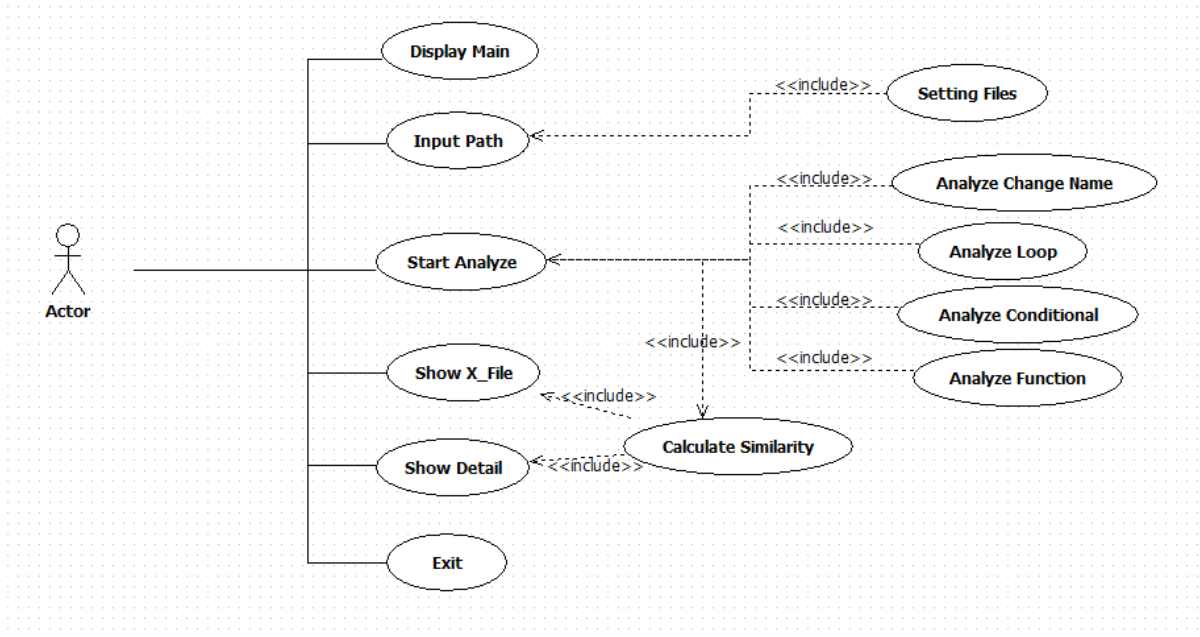 Display Main
<<include>>
Setting Files
Input Path
<<include>>
Analyze Change Name
<<include>>
Analyze Loop
Start Analyze
<<include>>
Analyze Conditional
Actor
<<include>>
<<include>>
Analyze Function
Show X_File
<<include>>
Calculate Similarity
Show Detail
<<include>>
Exit